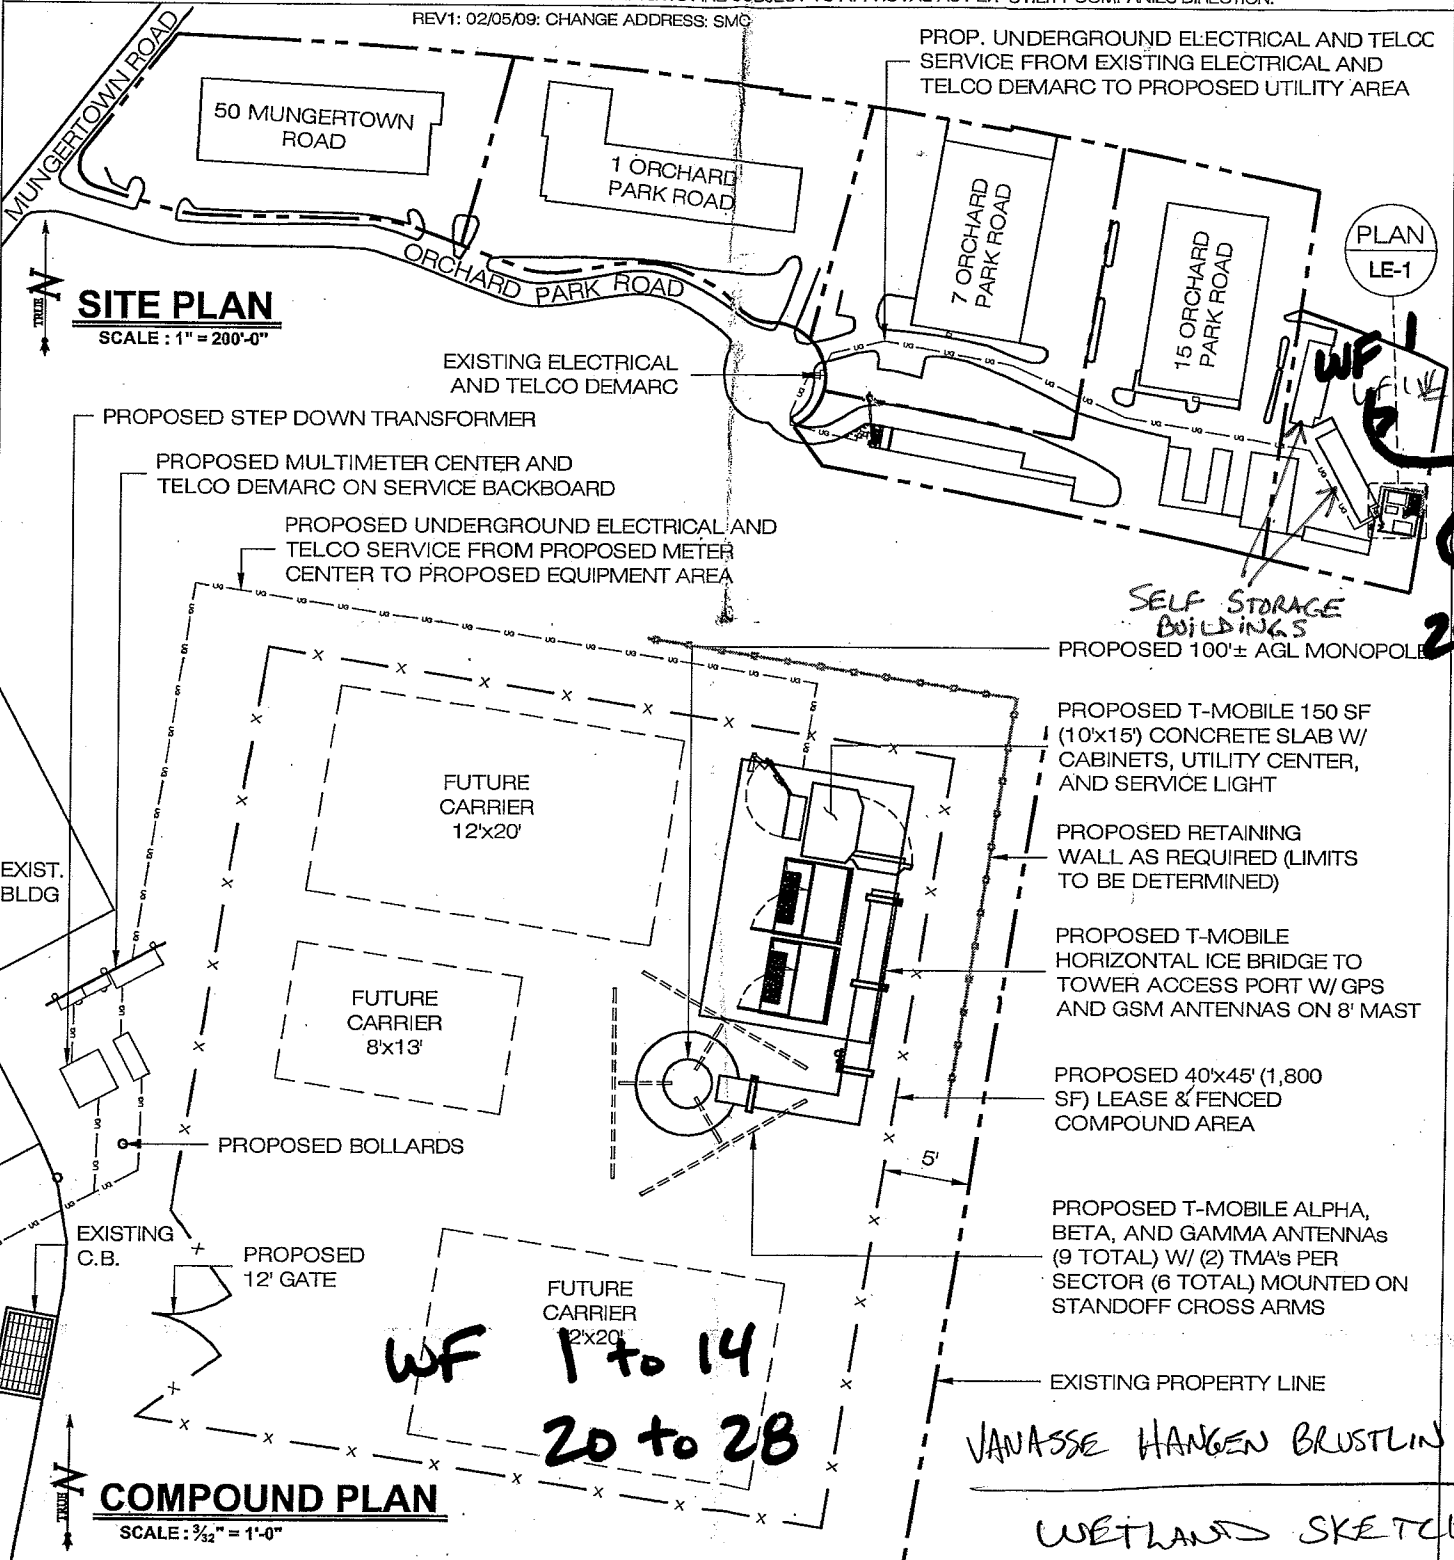 REV1: 02/05/09: CHANGE ADDRESS: SMC
MUNGERTOWN ROAD
50 MUNGERTOWN
ROAD
1 ORCHARD
PARK ROAD
7 ORCHARD
PARK ROAD
15 ORCHARD
PARK ROAD
ORCHARD PARK ROAD
PROP. UNDERGROUND ELECTRICAL AND TELCO
SERVICE FROM EXISTING ELECTRICAL AND
TELCO DEMARC TO PROPOSED UTILITY AREA
PLAN
LE-1
WF 1
TRUE N
SITE PLAN
SCALE : 1" = 200'-0"
EXISTING ELECTRICAL
AND TELCO DEMARC
PROPOSED STEP DOWN TRANSFORMER
PROPOSED MULTIMETER CENTER AND
TELCO DEMARC ON SERVICE BACKBOARD
PROPOSED UNDERGROUND ELECTRICAL AND
TELCO SERVICE FROM PROPOSED METER
CENTER TO PROPOSED EQUIPMENT AREA
SELF STORAGE
BUILDINGS
PROPOSED 100'± AGL MONOPOLE
PROPOSED T-MOBILE 150 SF
(10'x15') CONCRETE SLAB W/
CABINETS, UTILITY CENTER,
AND SERVICE LIGHT
PROPOSED RETAINING
WALL AS REQUIRED (LIMITS
TO BE DETERMINED)
PROPOSED T-MOBILE
HORIZONTAL ICE BRIDGE TO
TOWER ACCESS PORT W/ GPS
AND GSM ANTENNAS ON 8' MAST
PROPOSED 40'x45' (1,800
SF) LEASE & FENCED
COMPOUND AREA
5'
PROPOSED T-MOBILE ALPHA,
BETA, AND GAMMA ANTENNAs
(9 TOTAL) W/ (2) TMA's PER
SECTOR (6 TOTAL) MOUNTED ON
STANDOFF CROSS ARMS
EXISTING PROPERTY LINE
FUTURE
CARRIER
12'x20'
FUTURE
CARRIER
8'x13'
EXIST.
BLDG
PROPOSED BOLLARDS
EXISTING
C.B.
PROPOSED
12' GATE
FUTURE
CARRIER
12'x20'
WF 1 to 14
20 to 28
TRUE N
COMPOUND PLAN
SCALE : 3/32" = 1'-0"
VANASSE HANGEN BRUSTLIN
WETLAND SKETC